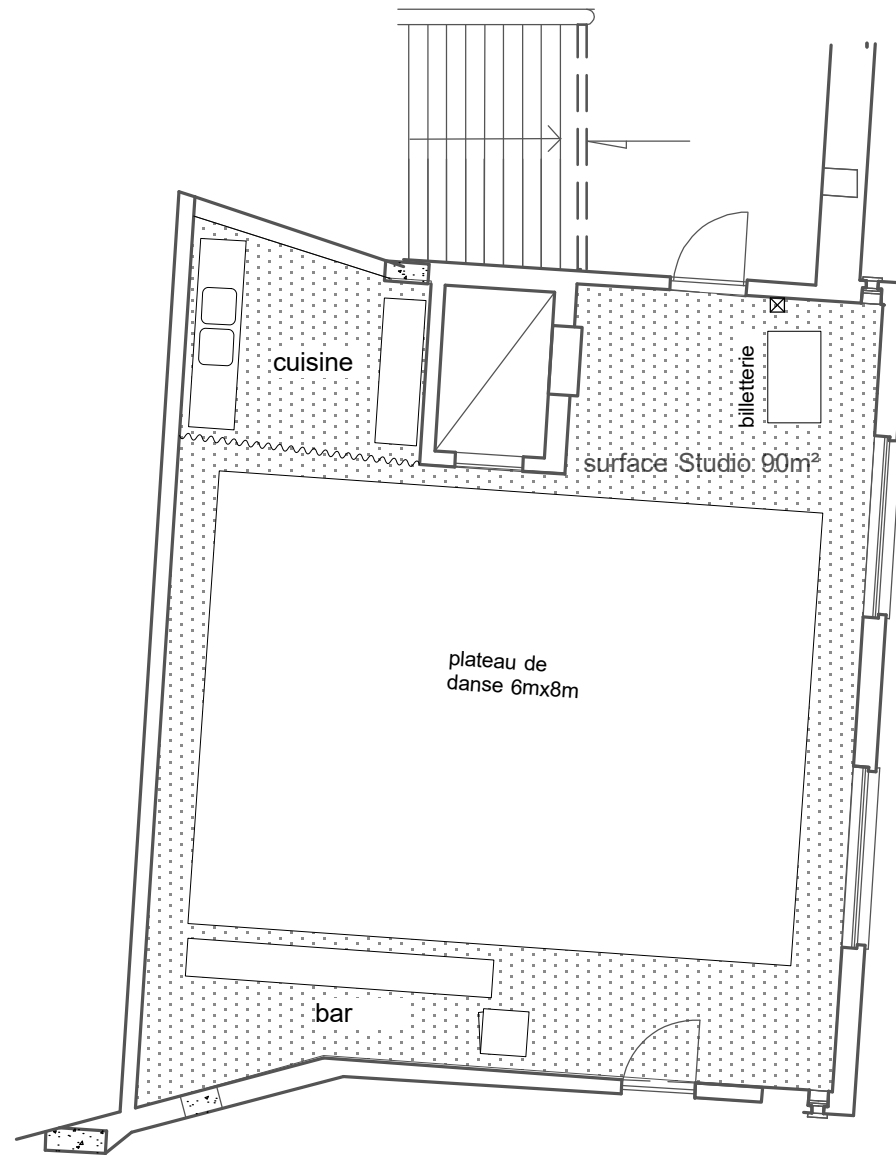 cuisine
billetterie
surface Studio 90m²
plateau de
danse 6mx8m
bar